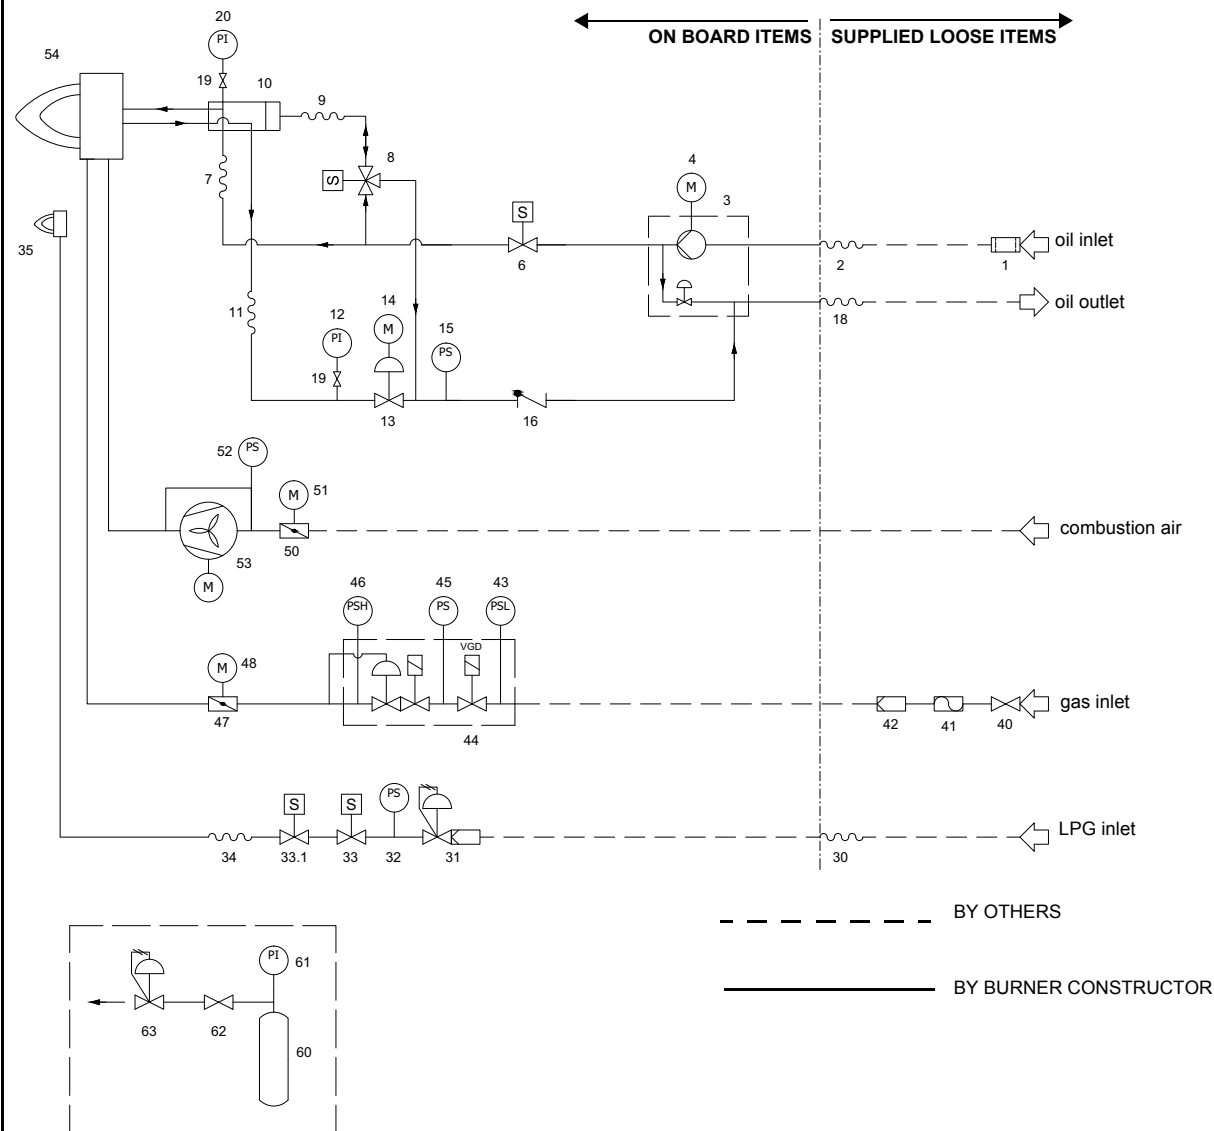 20
ON BOARD ITEMS
SUPPLIED LOOSE ITEMS
PI
54
19
10
9
8
4
7
S
M
3
S
35
6
2
1
oil inlet
11
12
14
15
18
oil outlet
PI
M
PS
19
13
16
52
PS
51
M
50
53
M
combustion air
46
45
43
PSH
PS
PSL
48
M
VGD
47
44
42
41
40
gas inlet
S
S
PS
34
33.1
33
32
31
30
LPG inlet
BY OTHERS
PI
61
63
62
60
BY BURNER CONSTRUCTOR